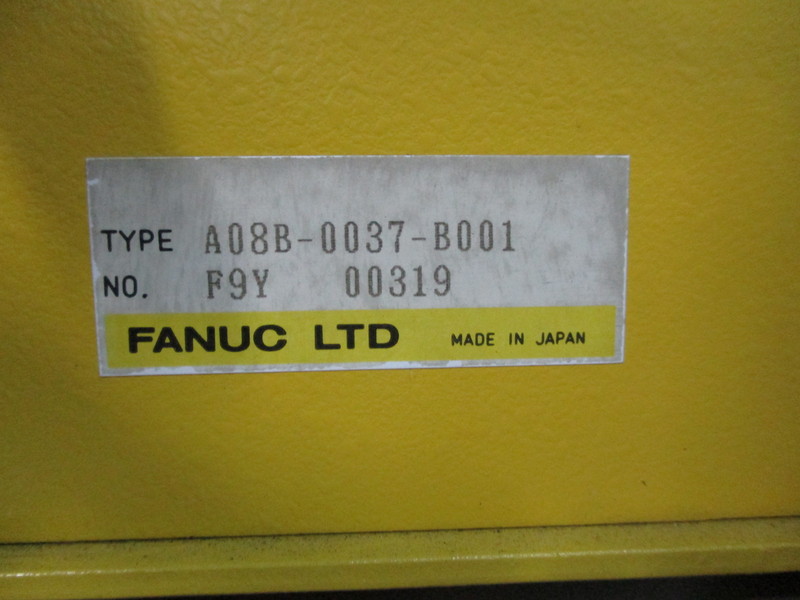 TYPE A08B-0037-B001
NO. F9Y 00319
FANUC LTD MADE IN JAPAN